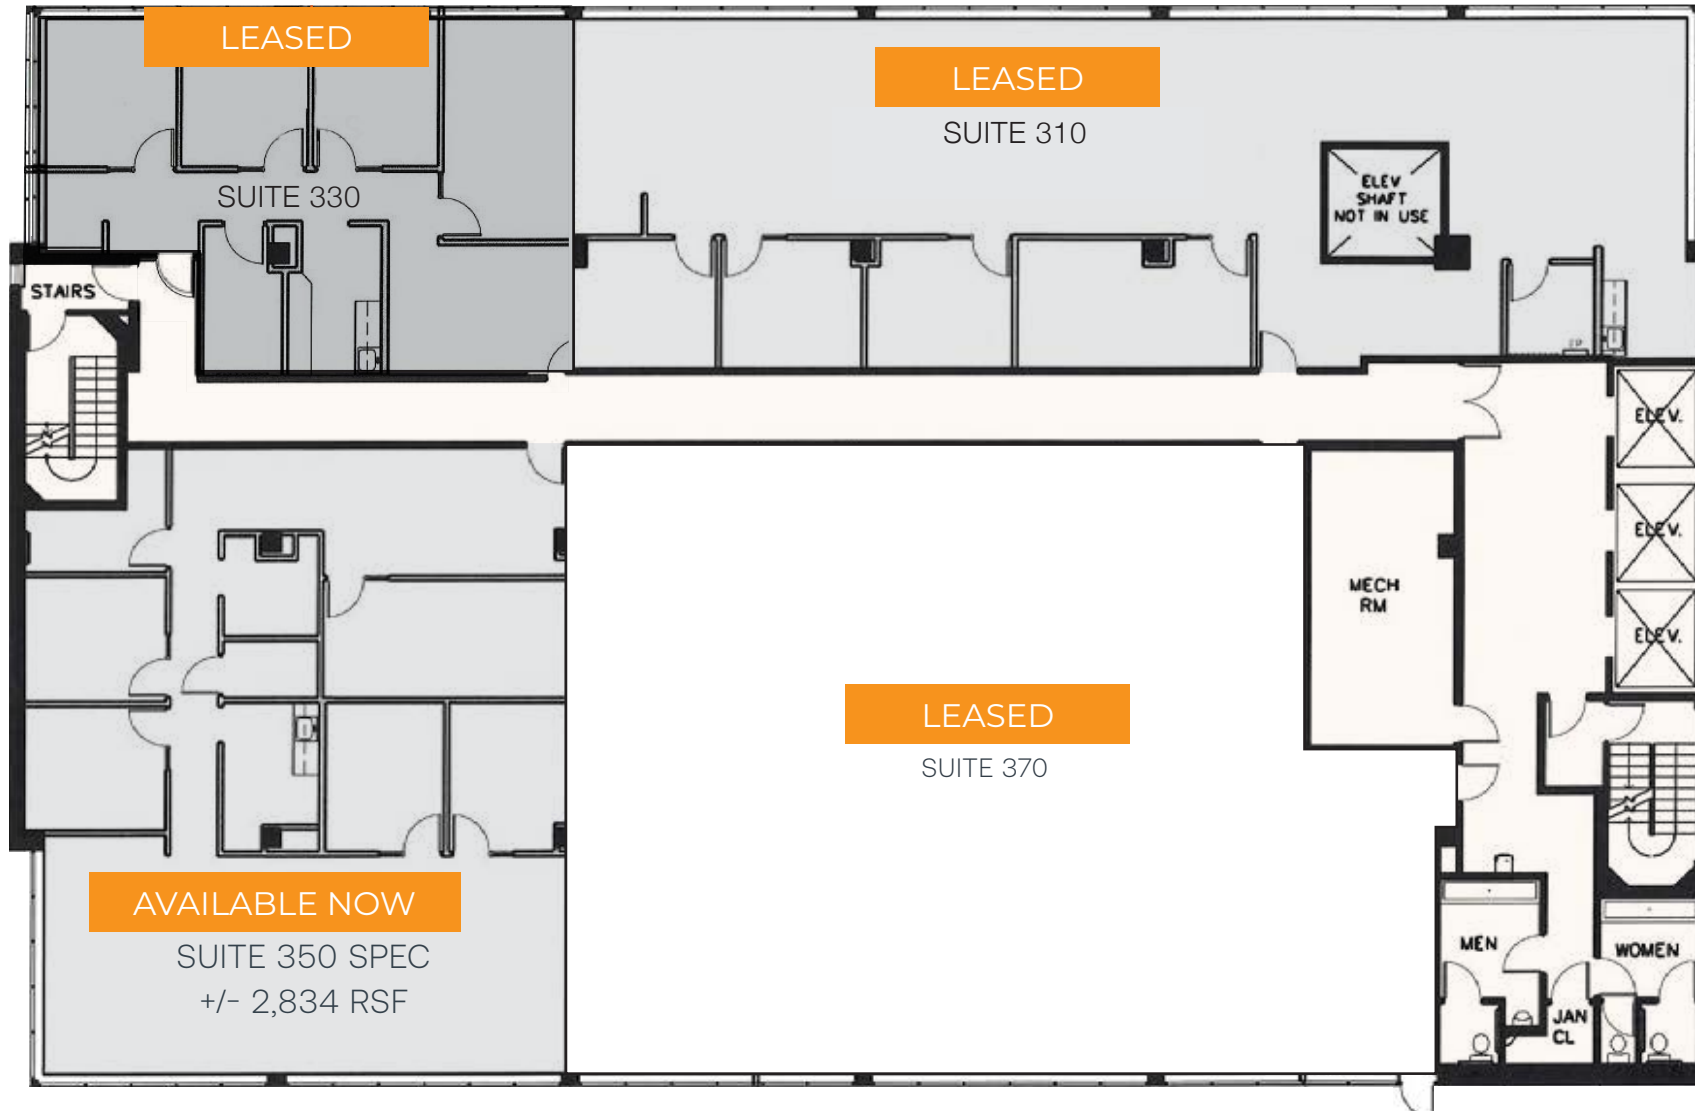 LEASED
SUITE 330
LEASED
SUITE 310
ELEV
SHAFT
NOT IN USE
STAIRS
ELEV.
ELEV.
ELEV.
MECH
RM
LEASED
SUITE 370
AVAILABLE NOW
SUITE 350 SPEC
+/- 2,834 RSF
MEN
WOMEN
JAN
CL